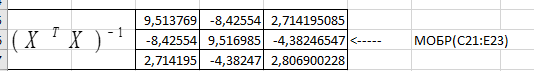 9,513769 -8,42554 2,714195085
( X ᵀ X )⁻¹ -8,42554 9,516985 -4,38246547 <----- МОБР(C21:E23)
2,714195 -4,38247 2,806900228